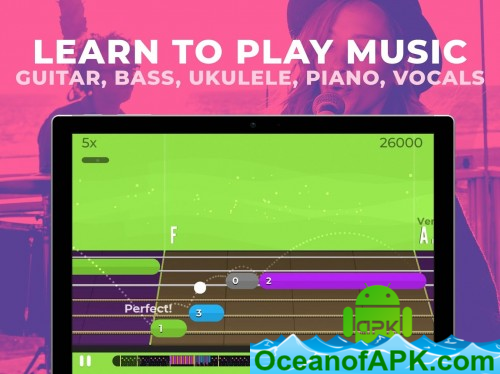 LEARN TO PLAY MUSIC
GUITAR, BASS, UKULELE, PIANO, VOCALS
5x
26000
Ver
F
A
0
2
Perfect!
3
1
apk
OceanofAPK.com